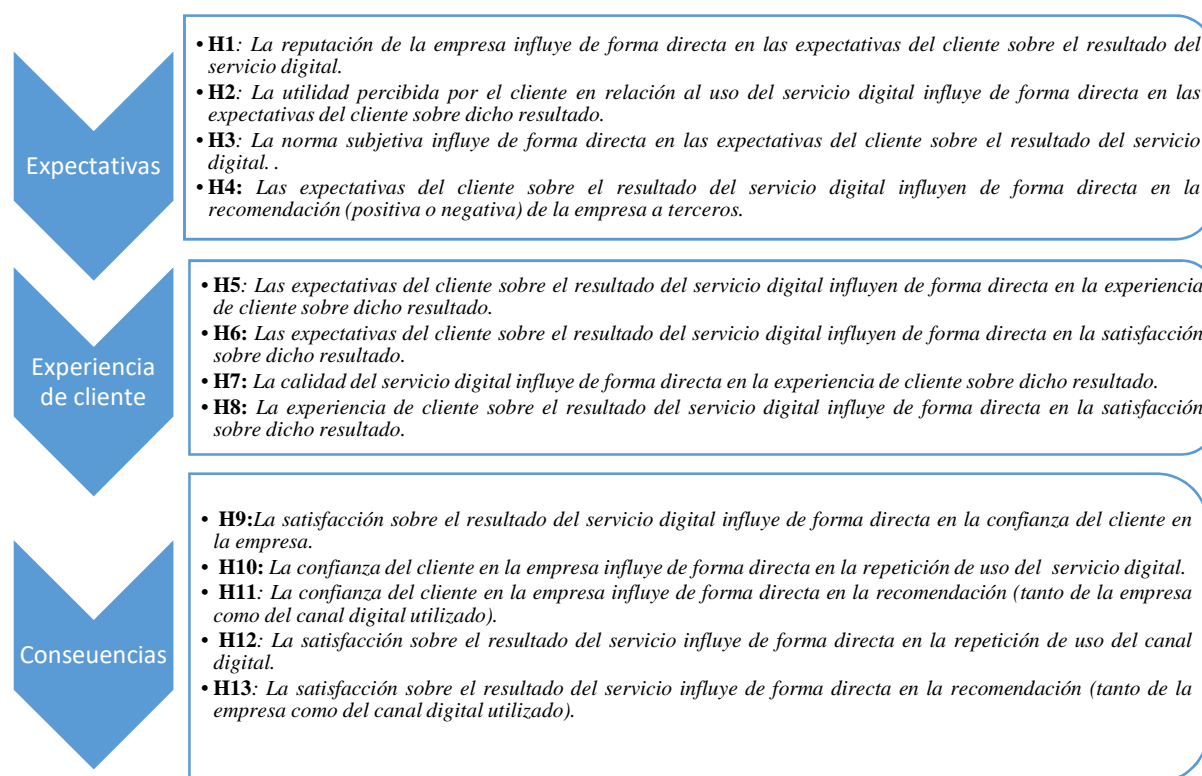 Expectativas
• H1: La reputación de la empresa influye de forma directa en las expectativas del cliente sobre el resultado del
servicio digital.
• H2: La utilidad percibida por el cliente en relación al uso del servicio digital influye de forma directa en las
expectativas del cliente sobre dicho resultado.
• H3: La norma subjetiva influye de forma directa en las expectativas del cliente sobre el resultado del servicio
digital. .
• H4: Las expectativas del cliente sobre el resultado del servicio digital influyen de forma directa en la
recomendación (positiva o negativa) de la empresa a terceros.
Experiencia
de cliente
• H5: Las expectativas del cliente sobre el resultado del servicio digital influyen de forma directa en la experiencia
de cliente sobre dicho resultado.
• H6: Las expectativas del cliente sobre el resultado del servicio digital influyen de forma directa en la satisfacción
sobre dicho resultado.
• H7: La calidad del servicio digital influye de forma directa en la experiencia de cliente sobre dicho resultado.
• H8: La experiencia de cliente sobre el resultado del servicio digital influye de forma directa en la satisfacción
sobre dicho resultado.
Conseuencias
• H9:La satisfacción sobre el resultado del servicio digital influye de forma directa en la confianza del cliente en
la empresa.
• H10: La confianza del cliente en la empresa influye de forma directa en la repetición de uso del servicio digital.
• H11: La confianza del cliente en la empresa influye de forma directa en la recomendación (tanto de la empresa
como del canal digital utilizado).
• H12: La satisfacción sobre el resultado del servicio influye de forma directa en la repetición de uso del canal
digital.
• H13: La satisfacción sobre el resultado del servicio influye de forma directa en la recomendación (tanto de la
empresa como del canal digital utilizado).